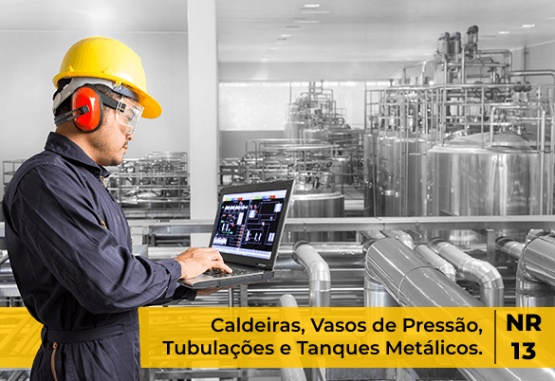 Caldeiras, Vasos de Pressão,
Tubulações e Tanques Metálicos.
NR
13